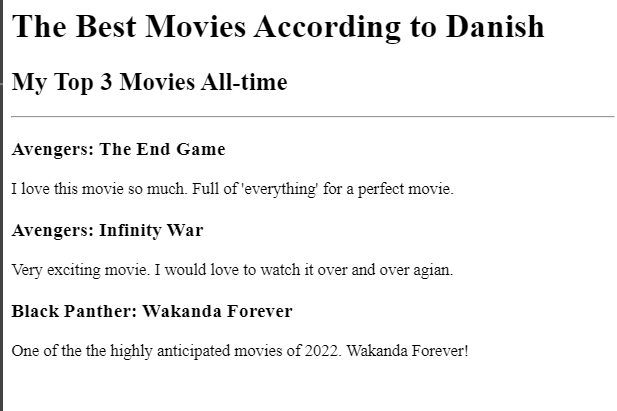 The Best Movies According to Danish
My Top 3 Movies All-time
Avengers: The End Game
I love this movie so much. Full of 'everything' for a perfect movie.
Avengers: Infinity War
Very exciting movie. I would love to watch it over and over agian.
Black Panther: Wakanda Forever
One of the the highly anticipated movies of 2022. Wakanda Forever!